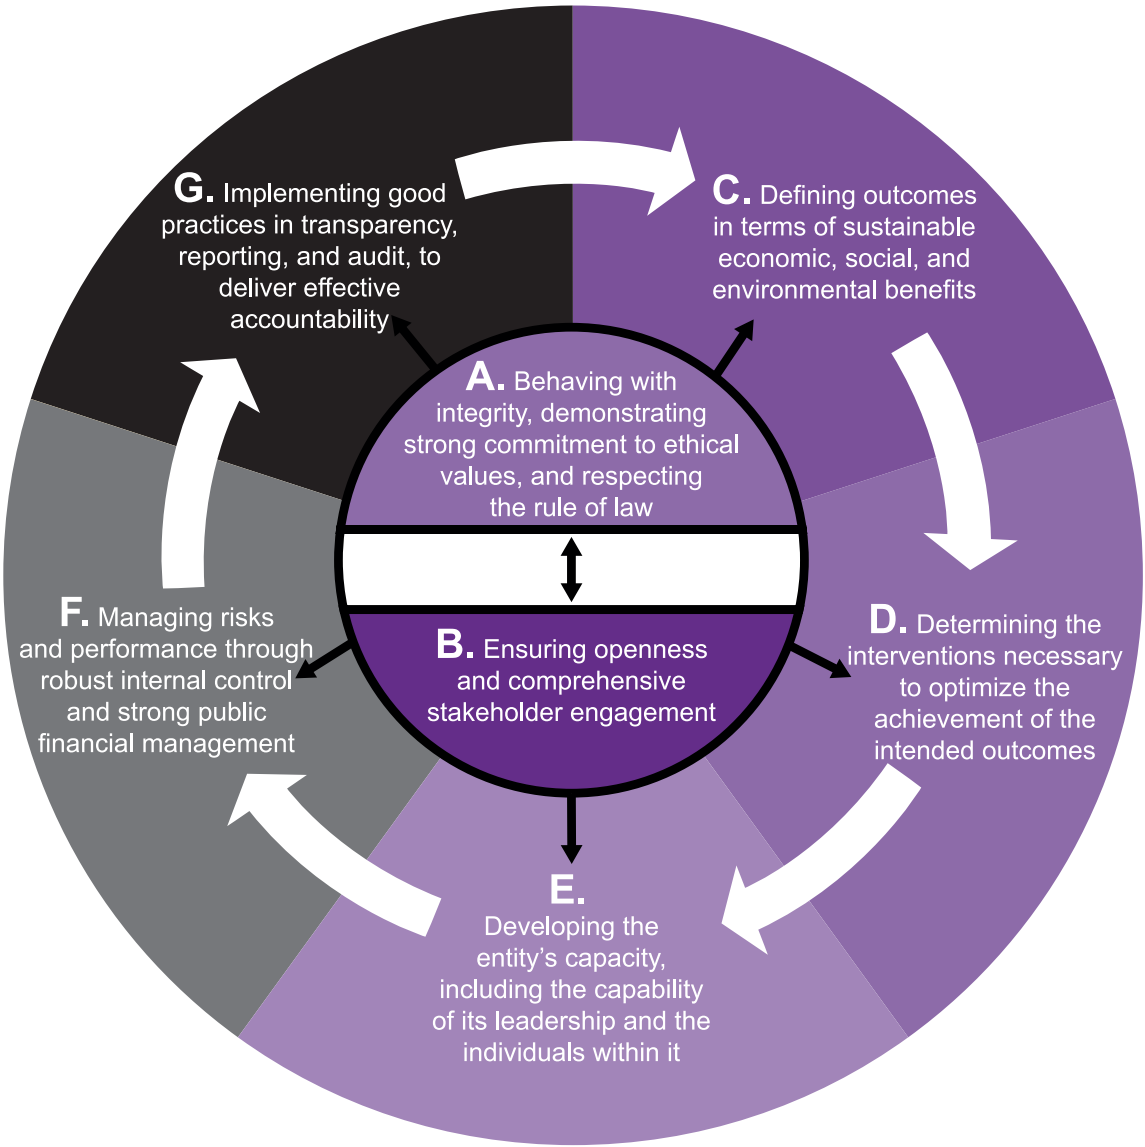 A. Behaving with
integrity, demonstrating
strong commitment to ethical
values, and respecting
the rule of law
B. Ensuring openness
and comprehensive
stakeholder engagement
C. Defining outcomes
in terms of sustainable
economic, social, and
environmental benefits
D. Determining the
interventions necessary
to optimize the
achievement of the
intended outcomes
E.
Developing the
entity’s capacity,
including the capability
of its leadership and the
individuals within it
F. Managing risks
and performance through
robust internal control
and strong public
financial management
G. Implementing good
practices in transparency,
reporting, and audit, to
deliver effective
accountability